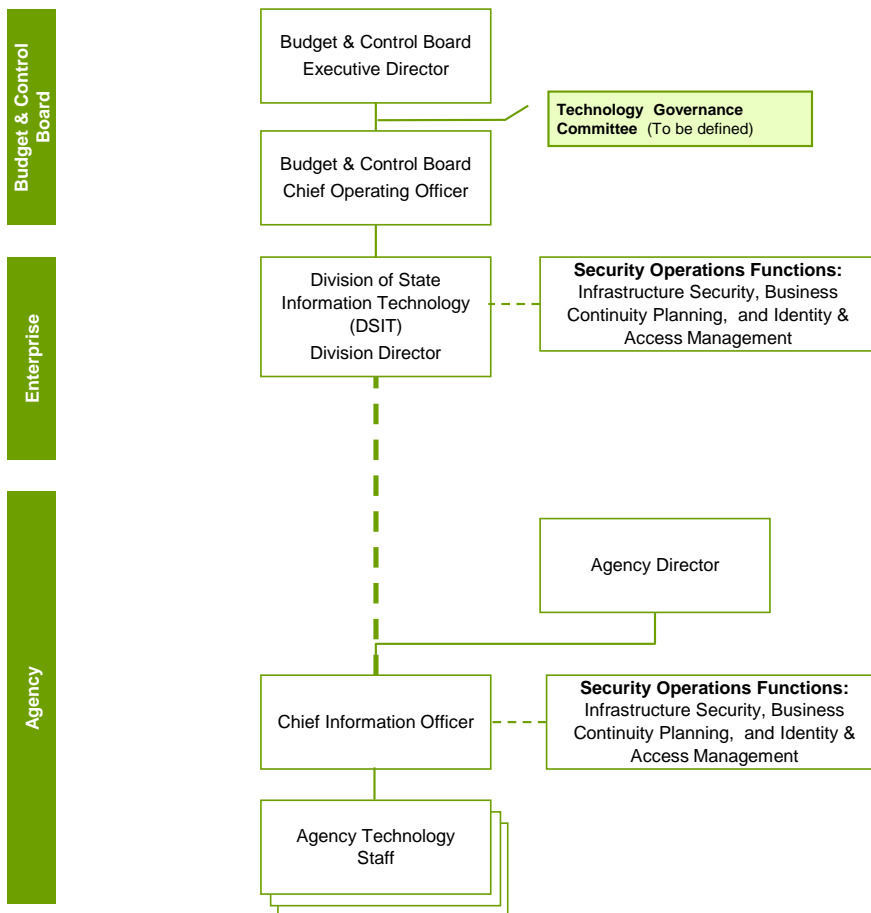 Budget & Control
Board
Budget & Control Board
Executive Director
Technology Governance
Committee (To be defined)
Budget & Control Board
Chief Operating Officer
Enterprise
Division of State
Information Technology
(DSIT)
Division Director
Security Operations Functions:
Infrastructure Security, Business
Continuity Planning, and Identity &
Access Management
Agency
Agency Director
Chief Information Officer
Security Operations Functions:
Infrastructure Security, Business
Continuity Planning, and Identity &
Access Management
Agency Technology
Staff